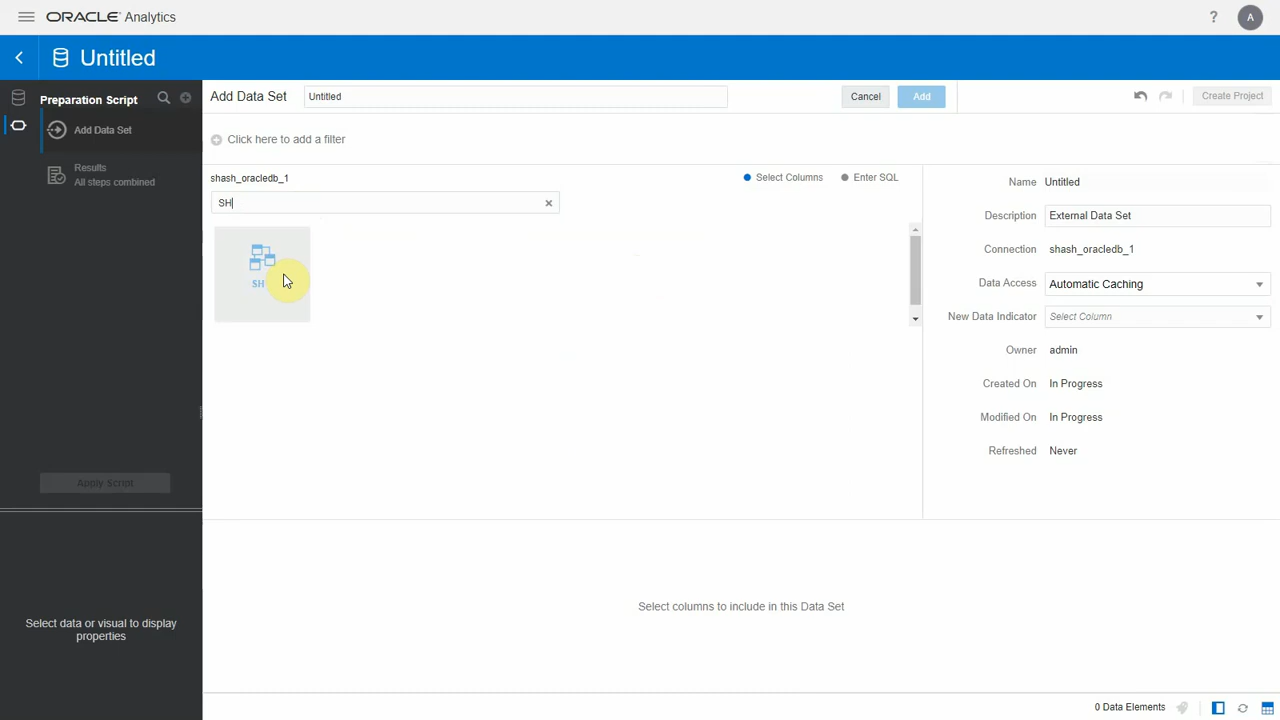 ORACLE Analytics
?
A
Untitled
Preparation Script
Add Data Set
Results
All steps combined
Apply Script
Select data or visual to display
properties
Add Data Set
Untitled
Cancel
Add
Create Project
Click here to add a filter
shash_oracledb_1
Select Columns
Enter SQL
SH
SH
Name Untitled
Description External Data Set
Connection shash_oracledb_1
Data Access Automatic Caching
New Data Indicator Select Column
Owner admin
Created On In Progress
Modified On In Progress
Refreshed Never
Select columns to include in this Data Set
0 Data Elements